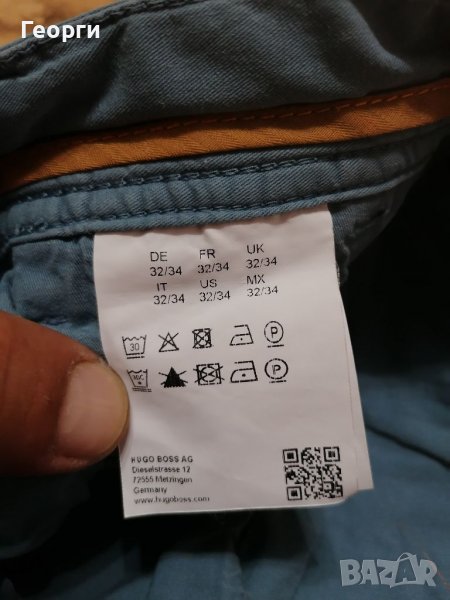 Георги
DE FR UK
32/34 32/34 32/34
IT US MX
32/34 32/34 32/34
30 P
P
HUGO BOSS AG
Dieselstrasse 12
72555 Metzingen
Germany
www.hugoboss.com
BAZAR